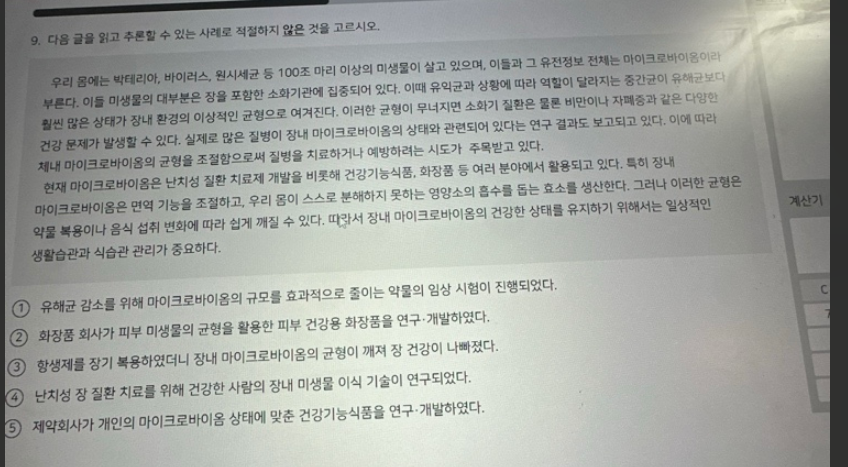 9. 다음 글을 읽고 추론할 수 있는 사례로 적절하지 않은 것을 고르시오.
우리 몸에는 박테리아, 바이러스, 원시세균 등 100조 마리 이상의 미생물이 살고 있으며, 이들과 그 유전정보 전체는 마이크로바이옴이라
부른다. 이들 미생물의 대부분은 장을 포함한 소화기관에 집중되어 있다. 이때 유익균과 상황에 따라 역할이 달라지는 중간균이 유해균보다
훨씬 많은 상태가 장내 환경의 이상적인 균형으로 여겨진다. 이러한 균형이 무너지면 소화기 질환은 물론 비만이나 자폐증과 같은 다양한
건강 문제가 발생할 수 있다. 실제로 많은 질병이 장내 마이크로바이옴의 상태와 관련되어 있다는 연구 결과도 보고되고 있다. 이에 따라
체내 마이크로바이옴의 균형을 조절함으로써 질병을 치료하거나 예방하려는 시도가 주목받고 있다.
현재 마이크로바이옴은 난치성 질환 치료제 개발을 비롯해 건강기능식품, 화장품 등 여러 분야에서 활용되고 있다. 특히 장내
마이크로바이옴은 면역 기능을 조절하고, 우리 몸이 스스로 분해하지 못하는 영양소의 흡수를 돕는 효소를 생산한다. 그러나 이러한 균형은
약물 복용이나 음식 섭취 변화에 따라 쉽게 깨질 수 있다. 따라서 장내 마이크로바이옴의 건강한 상태를 유지하기 위해서는 일상적인
생활습관과 식습관 관리가 중요하다.
① 유해균 감소를 위해 마이크로바이옴의 규모를 효과적으로 줄이는 약물의 임상 시험이 진행되었다.
② 화장품 회사가 피부 미생물의 균형을 활용한 피부 건강용 화장품을 연구·개발하였다.
③ 항생제를 장기 복용하였더니 장내 마이크로바이옴의 균형이 깨져 장 건강이 나빠졌다.
④ 난치성 장 질환 치료를 위해 건강한 사람의 장내 미생물 이식 기술이 연구되었다.
⑤ 제약회사가 개인의 마이크로바이옴 상태에 맞춘 건강기능식품을 연구·개발하였다.
계산기
C
7